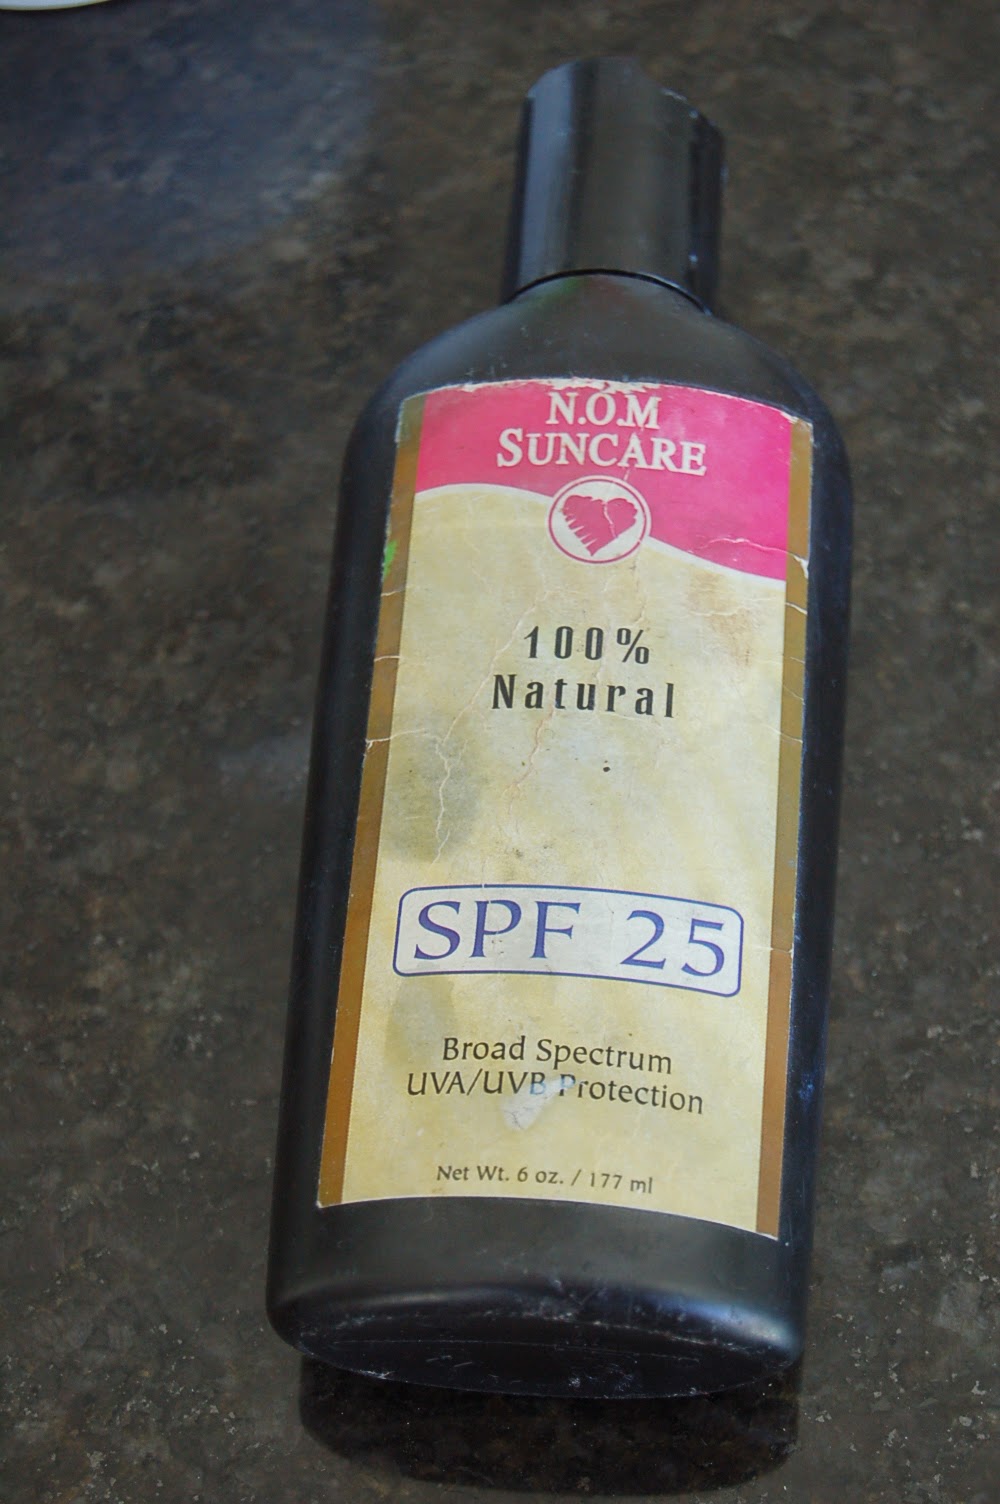 N.O.M
SUNCARE
100%
Natural
SPF 25
Broad Spectrum
UVA/UVB Protection
Net Wt. 6 oz. / 177 ml